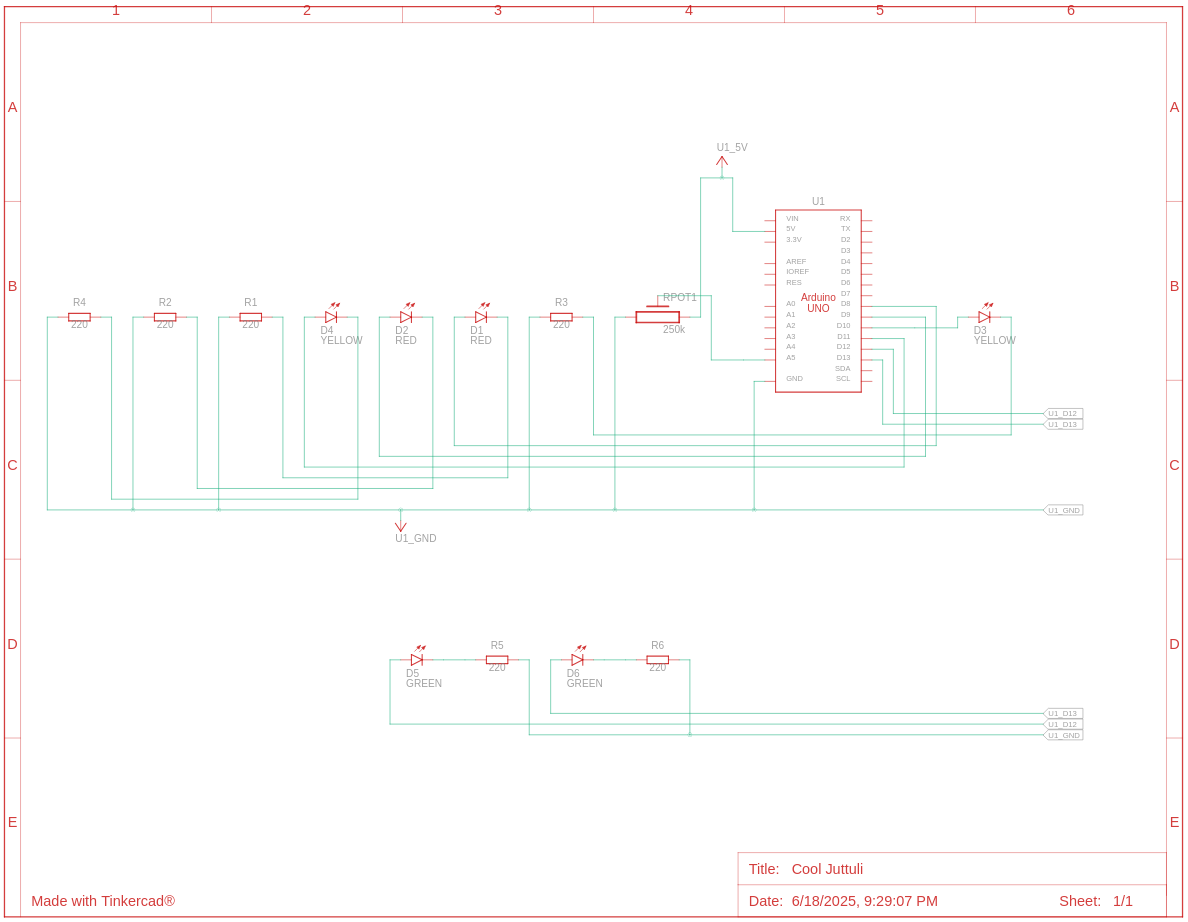 1 2 3 4 5 6
A A
U1_5V
U1
VIN RX
5V TX
3.3V D2
D3
AREF D4
IOREF D5
RES D6
D7
A0 D8
A1 D9
A2 D10
A3 D11
A4 D12
A5 D13
SDA
GND SCL
Arduino
UNO
B B
R4
220
R2
220
R1
220
D4
YELLOW
D2
RED
D1
RED
R3
220
RPOT1
250k
D3
YELLOW
U1_D12
U1_D13
C C
U1_GND
U1_GND
D D
D5
GREEN
R5
220
D6
GREEN
R6
220
U1_D13
U1_D12
U1_GND
E E
Title: Cool Juttuli
Made with Tinkercad®
Date: 6/18/2025, 9:29:07 PM Sheet: 1/1